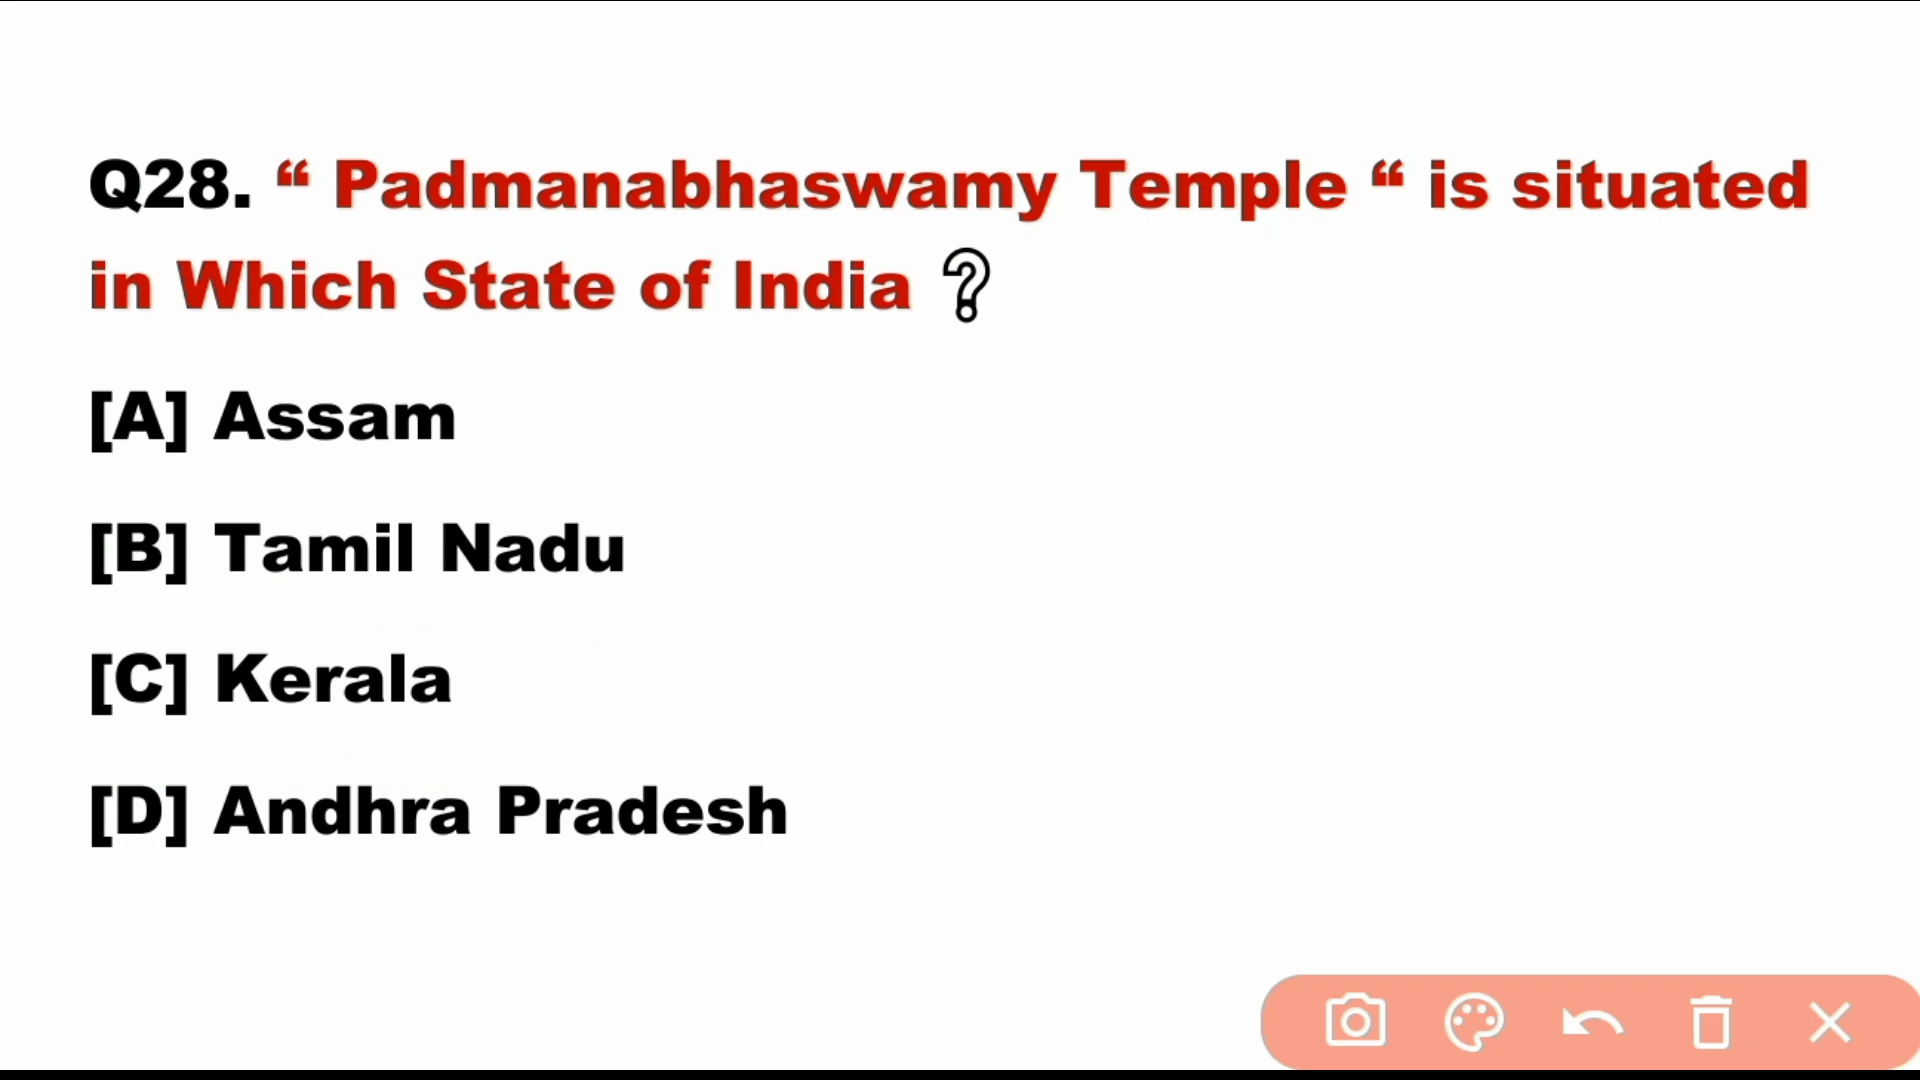 Q28. “ Padmanabhaswamy Temple “ is situated
in Which State of India ?
[A] Assam
[B] Tamil Nadu
[C] Kerala
[D] Andhra Pradesh